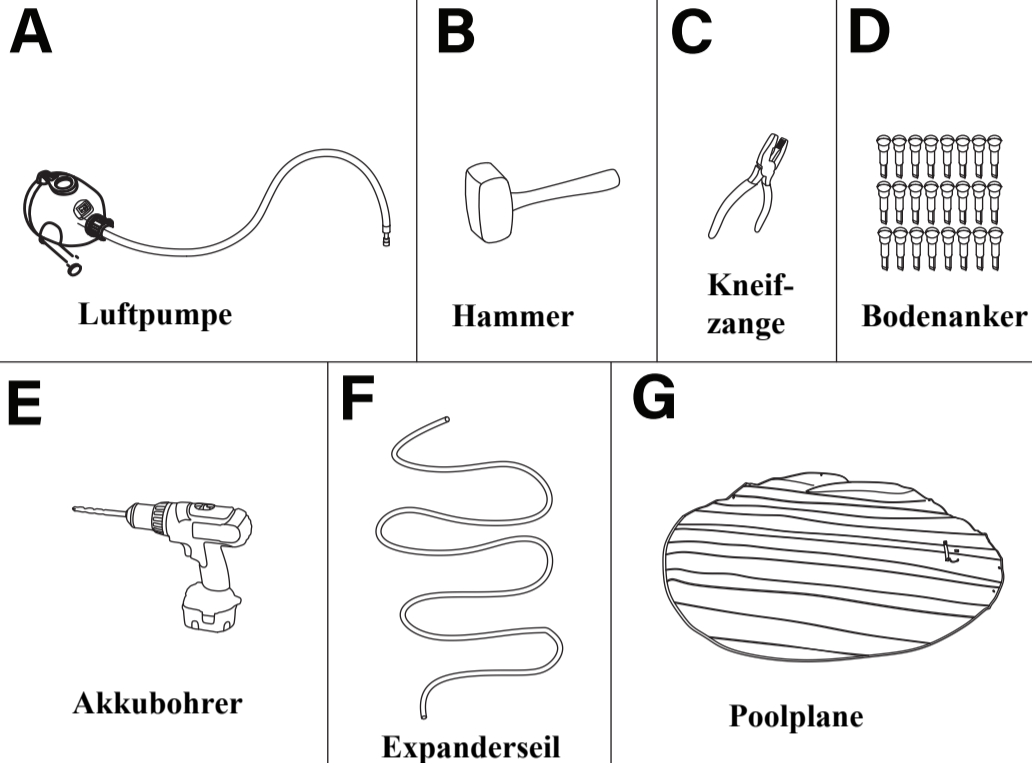 A
B
C
D
Luftpumpe
Hammer
Kneif-
zange
Bodenanker
E
F
G
Akkubohrer
Expanderseil
Poolplane